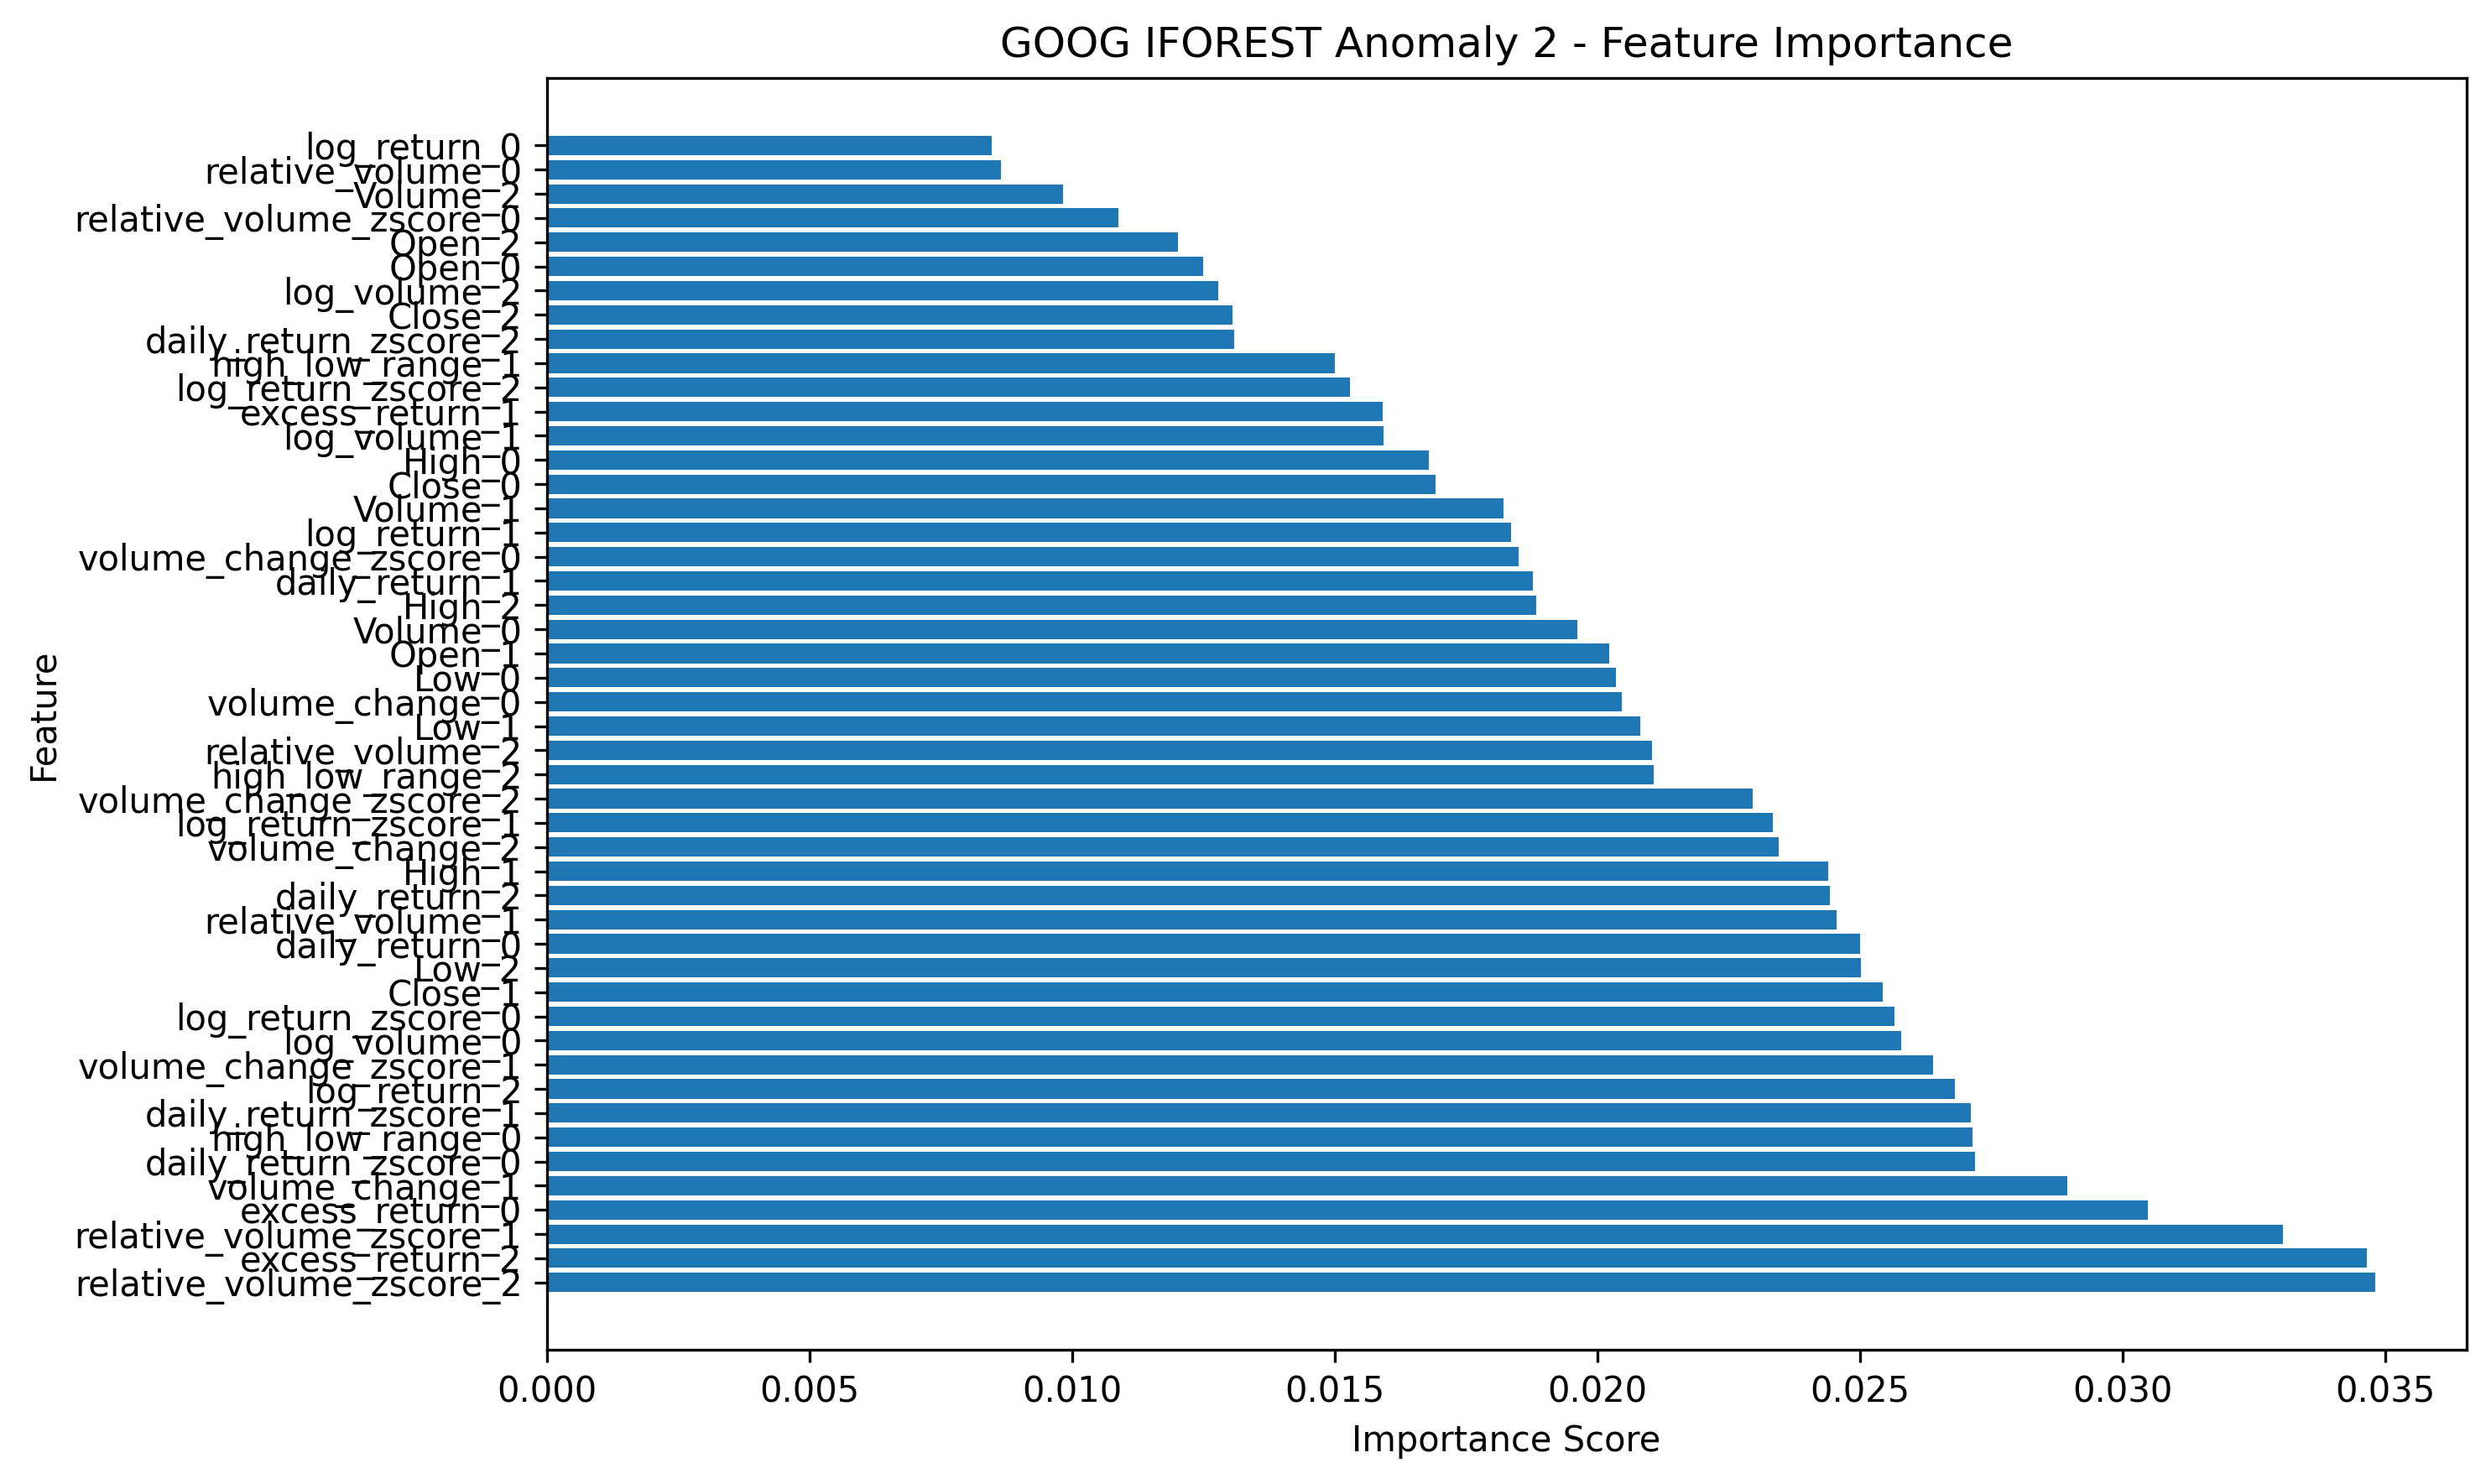 GOOG IFOREST Anomaly 2 - Feature Importance
log_return_0
relative_volume_0
Volume_2
relative_volume_zscore_0
Open_2
Open_0
log_volume_2
Close_2
daily_return_zscore_2
high_low_range_1
log_return_zscore_2
excess_return_1
log_volume_1
High_0
Close_0
Volume_1
log_return_1
volume_change_zscore_0
daily_return_1
High_2
Volume_0
Open_1
Low_0
volume_change_0
Low_1
relative_volume_2
high_low_range_2
volume_change_zscore_2
log_return_zscore_1
volume_change_2
High_1
daily_return_2
relative_volume_1
daily_return_0
Low_2
Close_1
log_return_zscore_0
log_volume_0
volume_change_zscore_1
log_return_2
daily_return_zscore_1
high_low_range_0
daily_return_zscore_0
volume_change_1
excess_return_0
relative_volume_zscore_1
excess_return_2
relative_volume_zscore_2
Feature
0.000 0.005 0.010 0.015 0.020 0.025 0.030 0.035
Importance Score